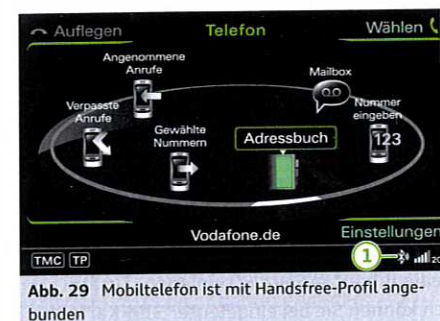 Auflegen Telefon Wählen
Angenommene
Anrufe
Mailbox
Verpasste
Anrufe
Nummer
eingeben
Gewählte
Nummern
Adressbuch
123
Vodafone.de
Einstellungen
TMC TP
1
Abb. 29 Mobiltelefon ist mit Handsfree-Profil ange-
bunden